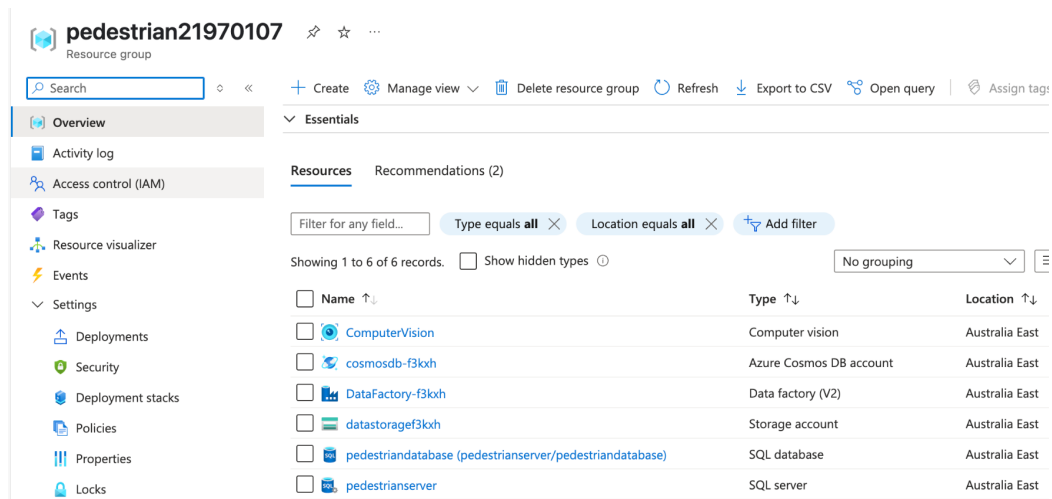 pedestrian21970107
Resource group
Search
Create Manage view Delete resource group Refresh Export to CSV Open query Assign tags
Essentials
Overview
Activity log
Access control (IAM)
Tags
Resource visualizer
Events
Settings
Deployments
Security
Deployment stacks
Policies
Properties
Locks
Resources Recommendations (2)
Filter for any field... Type equals all Location equals all Add filter
Showing 1 to 6 of 6 records. Show hidden types No grouping
Name Type Location
ComputerVision Computer vision Australia East
cosmosdb-f3kxh Azure Cosmos DB account Australia East
DataFactory-f3kxh Data factory (V2) Australia East
datastoragef3kxh Storage account Australia East
pedestriandatabase (pedestrianserver/pedestriandatabase) SQL database Australia East
pedestrianserver SQL server Australia East